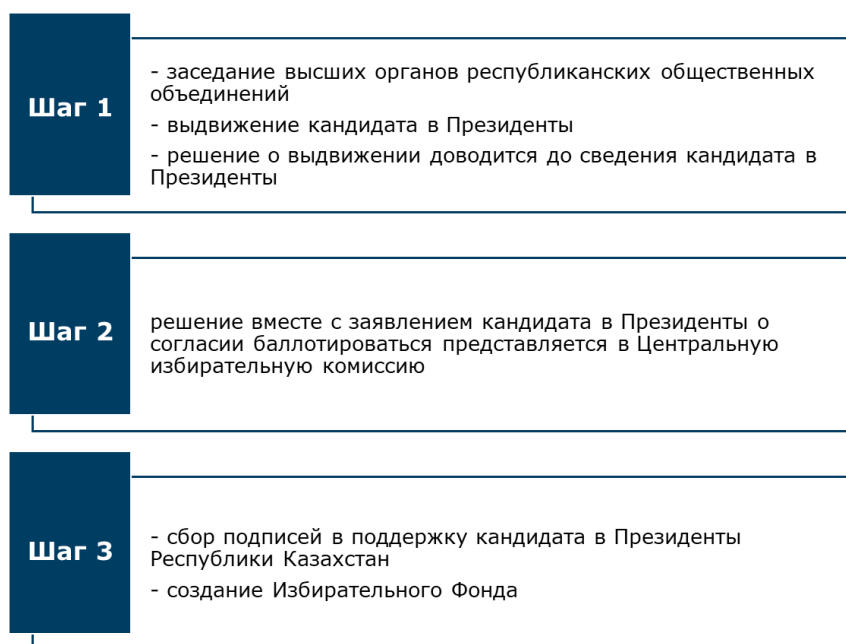 Шаг 1
- заседание высших органов республиканских общественных
объединений
- выдвижение кандидата в Президенты
- решение о выдвижении доводится до сведения кандидата в
Президенты
Шаг 2
решение вместе с заявлением кандидата в Президенты о
согласии баллотироваться представляется в Центральную
избирательную комиссию
Шаг 3
- сбор подписей в поддержку кандидата в Президенты
Республики Казахстан
- создание Избирательного Фонда